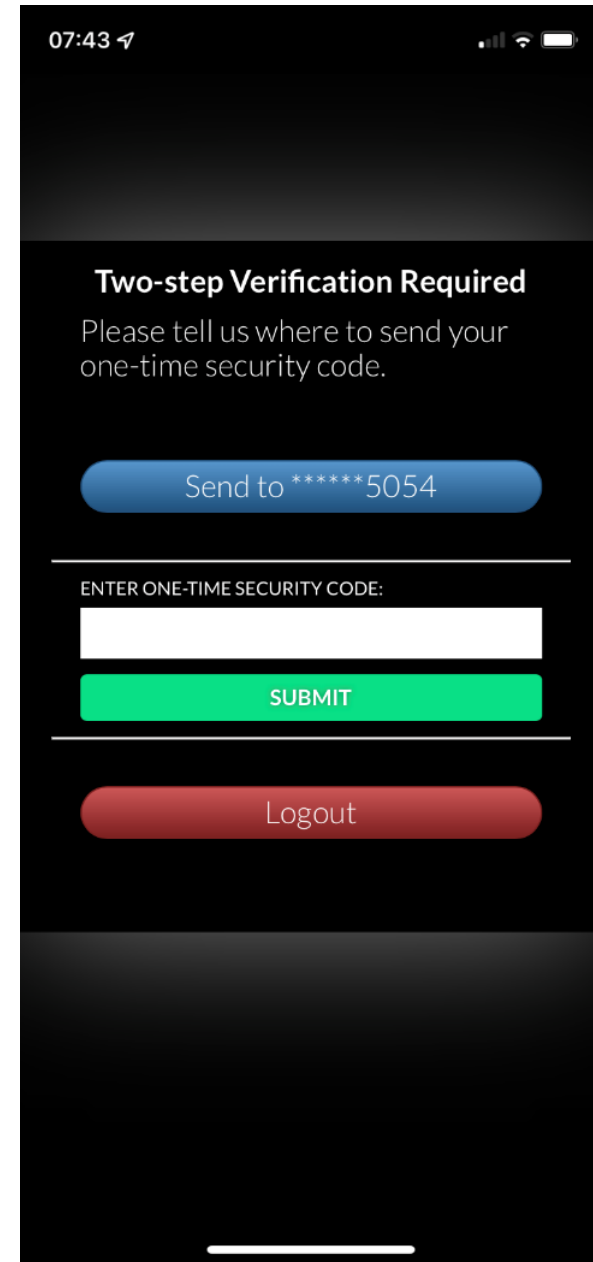 07:43
Two-step Verification Required
Please tell us where to send your
one-time security code.
Send to ******5054
ENTER ONE-TIME SECURITY CODE:
SUBMIT
Logout